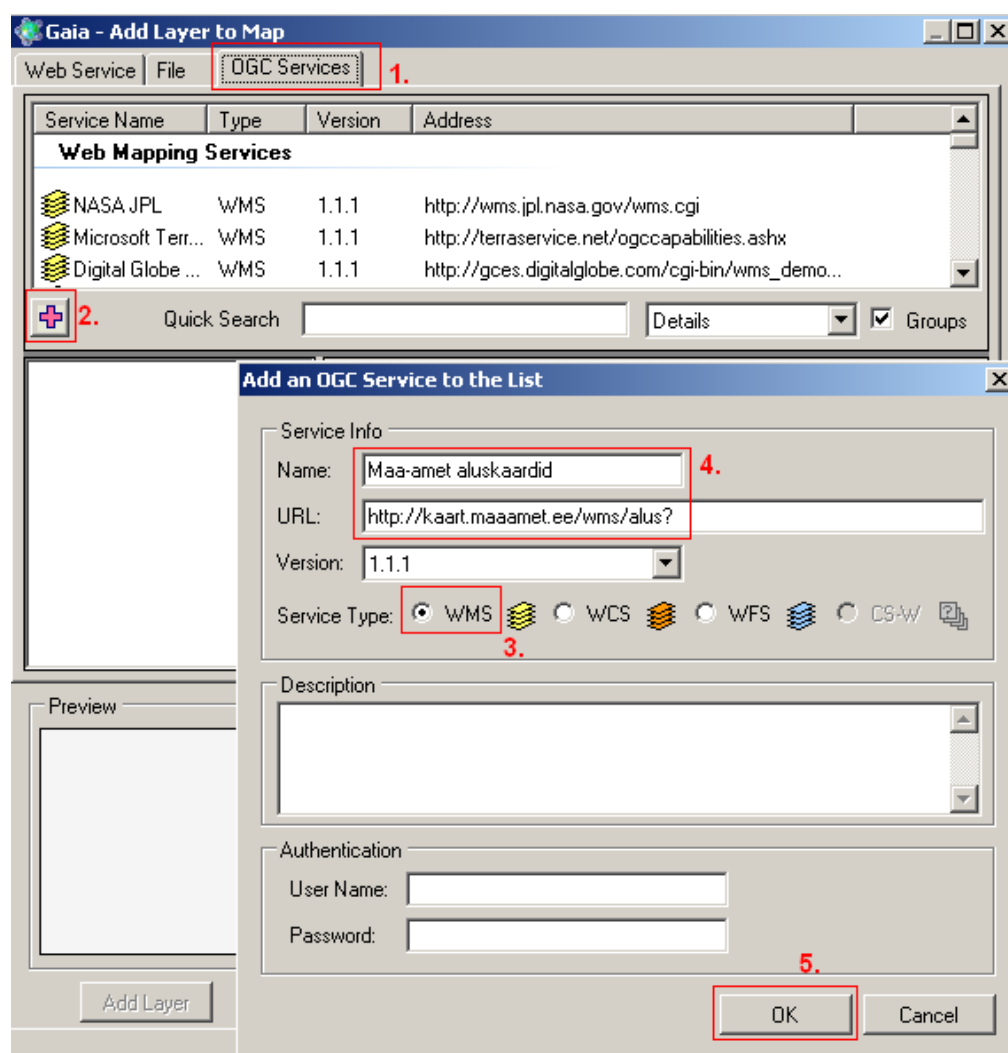 Gaia - Add Layer to Map
Web Service File OGC Services 1.
Service Name Type Version Address
Web Mapping Services
NASA JPL WMS 1.1.1 http://wms.jpl.nasa.gov/wms.cgi
Microsoft Terr... WMS 1.1.1 http://terraservice.net/ogccapabilities.ashx
Digital Globe ... WMS 1.1.1 http://gces.digitalglobe.com/cgi-bin/wms_demo...
2. Quick Search Details Groups
Add an OGC Service to the List
Service Info
Name: Maa-amet aluskaardid 4.
URL: http://kaart.maaamet.ee/wms/alus?
Version: 1.1.1
Service Type: WMS WCS WFS CS-W
3.
Description
Preview
Authentication
User Name:
Password:
5.
Add Layer OK Cancel